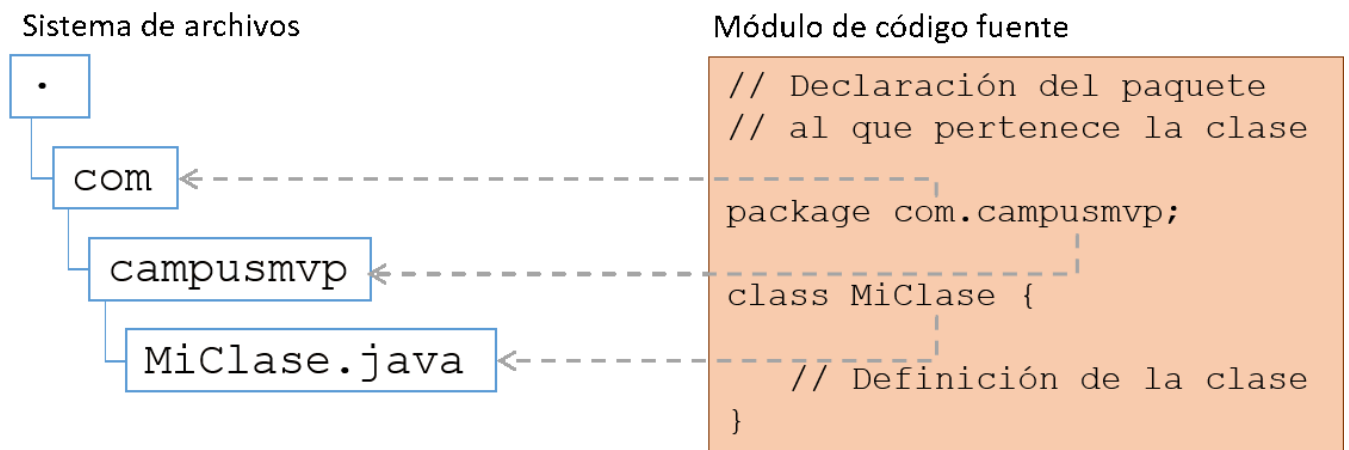 Sistema de archivos
.
com
campusmvp
MiClase.java
Módulo de código fuente
// Declaración del paquete
// al que pertenece la clase
package com.campusmvp;
class MiClase {
// Definición de la clase
}